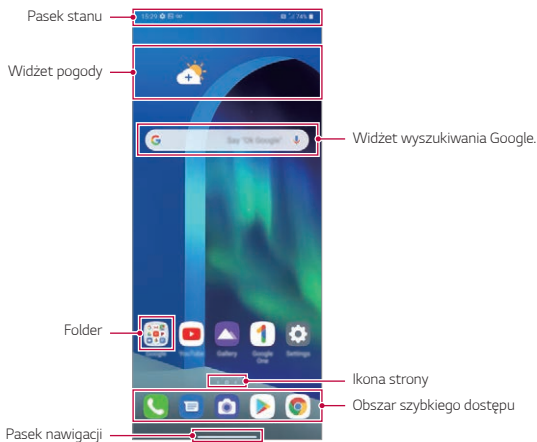 Pasek stanu
15:29
74%
Widżet pogody
G Say "Ok Google"
Widżet wyszukiwania Google.
Folder
Google YouTube Gallery Google One Settings
Ikona strony
Obszar szybkiego dostępu
Pasek nawigacji